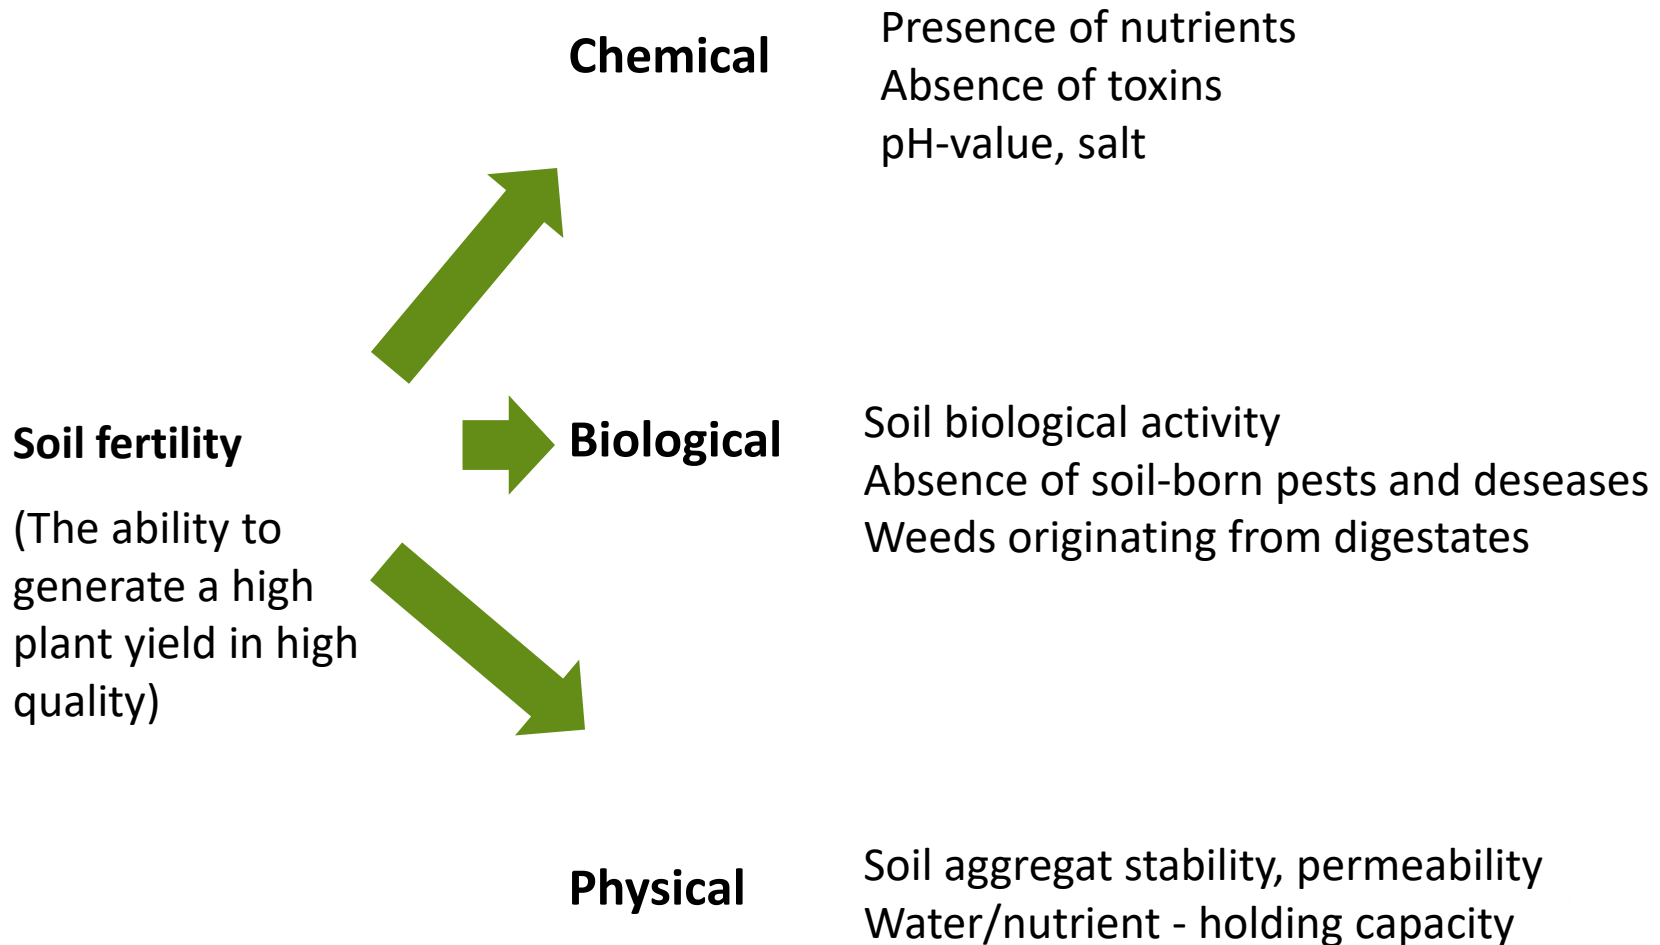 Chemical
Presence of nutrients
Absence of toxins
pH-value, salt
Soil fertility
(The ability to
generate a high
plant yield in high
quality)
Biological
Soil biological activity
Absence of soil-born pests and deseases
Weeds originating from digestates
Physical
Soil aggregat stability, permeability
Water/nutrient - holding capacity